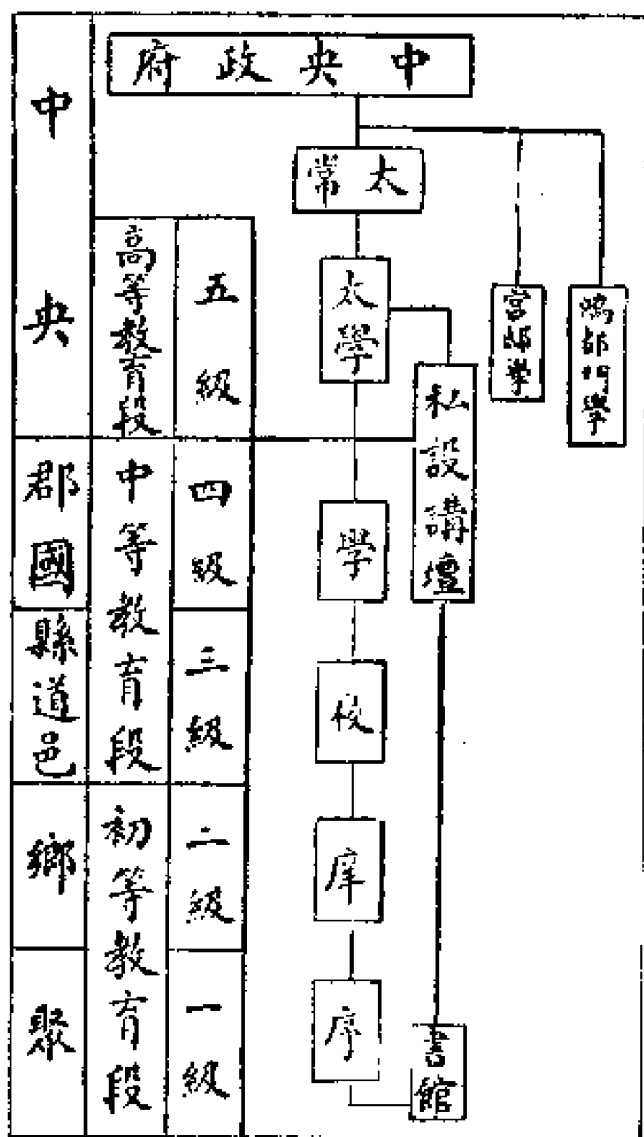 中央政府
太常
太學
宮邸學
鴻都門學
私設講壇
學
校
庠
序
書館
中央
郡國
縣道邑
鄉
聚
高等教育段
中等教育段
初等教育段
五級
四級
三級
二級
一級